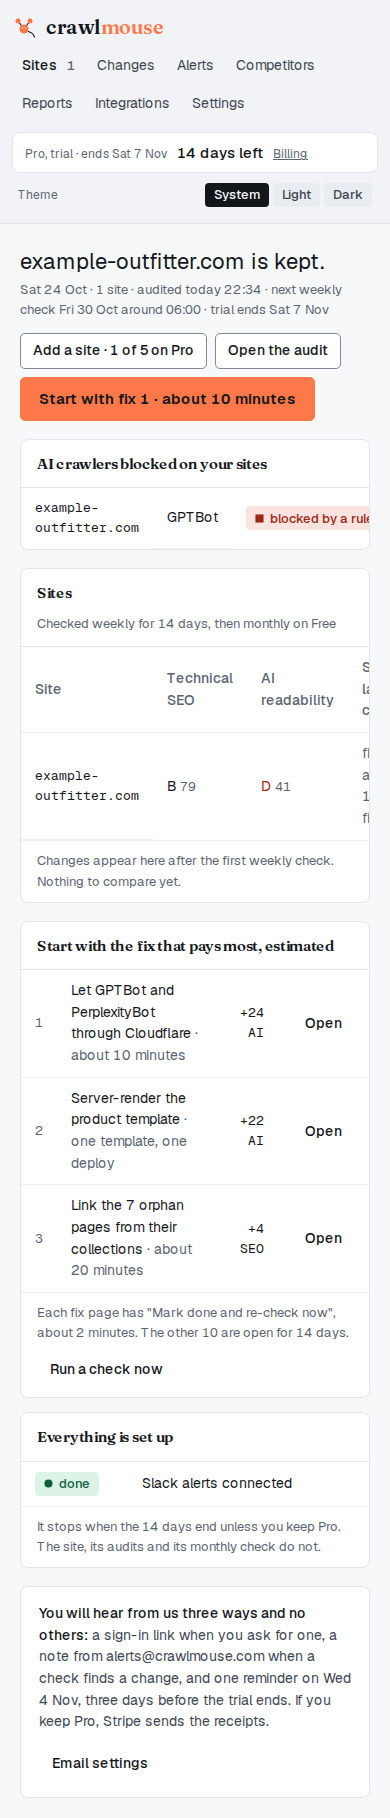 crawlmouse
Sites 1 Changes Alerts Competitors
Reports Integrations Settings
Pro, trial · ends Sat 7 Nov 14 days left Billing
Theme System Light Dark
example-outfitter.com is kept.
Sat 24 Oct · 1 site · audited today 22:34 · next weekly
check Fri 30 Oct around 06:00 · trial ends Sat 7 Nov
Add a site · 1 of 5 on Pro Open the audit
Start with fix 1 · about 10 minutes
AI crawlers blocked on your sites
example-
outfitter.com GPTBot blocked by a rule
Sites
Checked weekly for 14 days, then monthly on Free
Site Technical
SEO AI
readability
example-
outfitter.com B 79 D 41
Changes appear here after the first weekly check.
Nothing to compare yet.
Start with the fix that pays most, estimated
1 Let GPTBot and
PerplexityBot
through Cloudflare ·
about 10 minutes +24
AI Open
2 Server-render the
product template ·
one template, one
deploy +22
AI Open
3 Link the 7 orphan
pages from their
collections · about
20 minutes +4
SEO Open
Each fix page has "Mark done and re-check now",
about 2 minutes. The other 10 are open for 14 days.
Run a check now
Everything is set up
done Slack alerts connected
It stops when the 14 days end unless you keep Pro.
The site, its audits and its monthly check do not.
You will hear from us three ways and no
others: a sign-in link when you ask for one, a
note from alerts@crawlmouse.com when a
check finds a change, and one reminder on Wed
4 Nov, three days before the trial ends. If you
keep Pro, Stripe sends the receipts.
Email settings